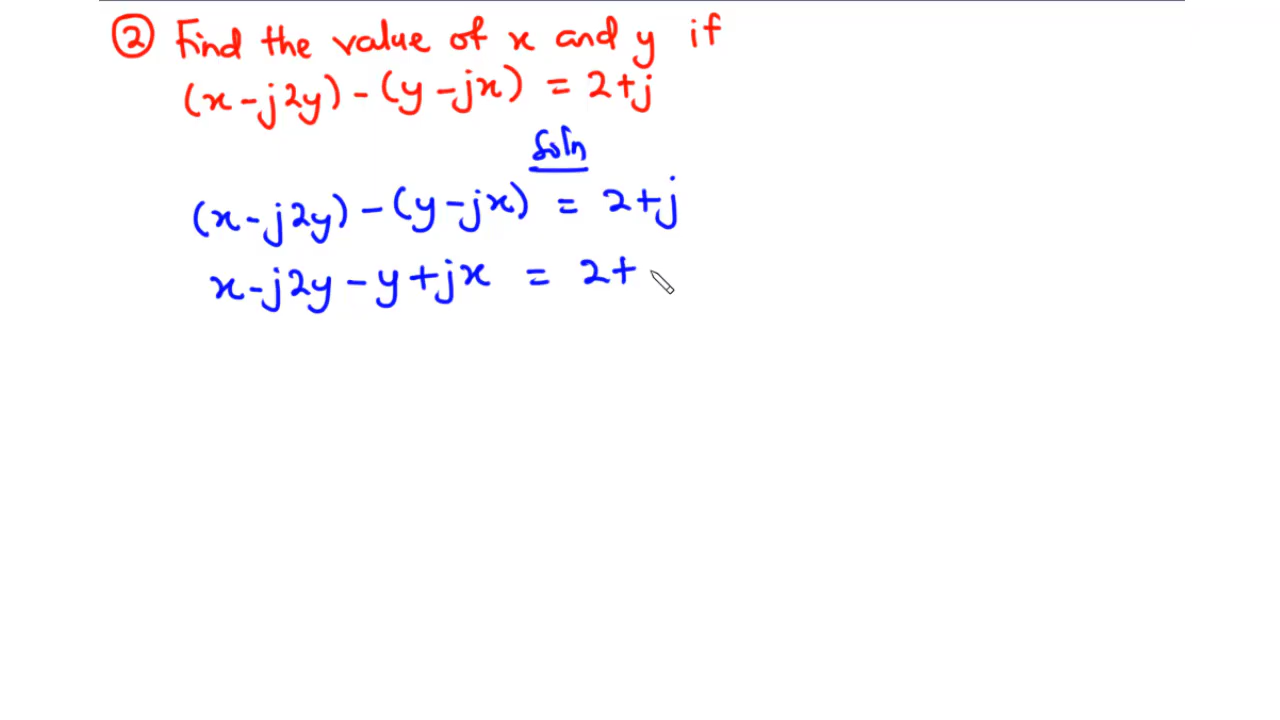 ② Find the value of x and y if
(x - j2y) - (y - jx) = 2 + j
Soln
(x - j2y) - (y - jx) = 2 + j
x - j2y - y + jx = 2 +